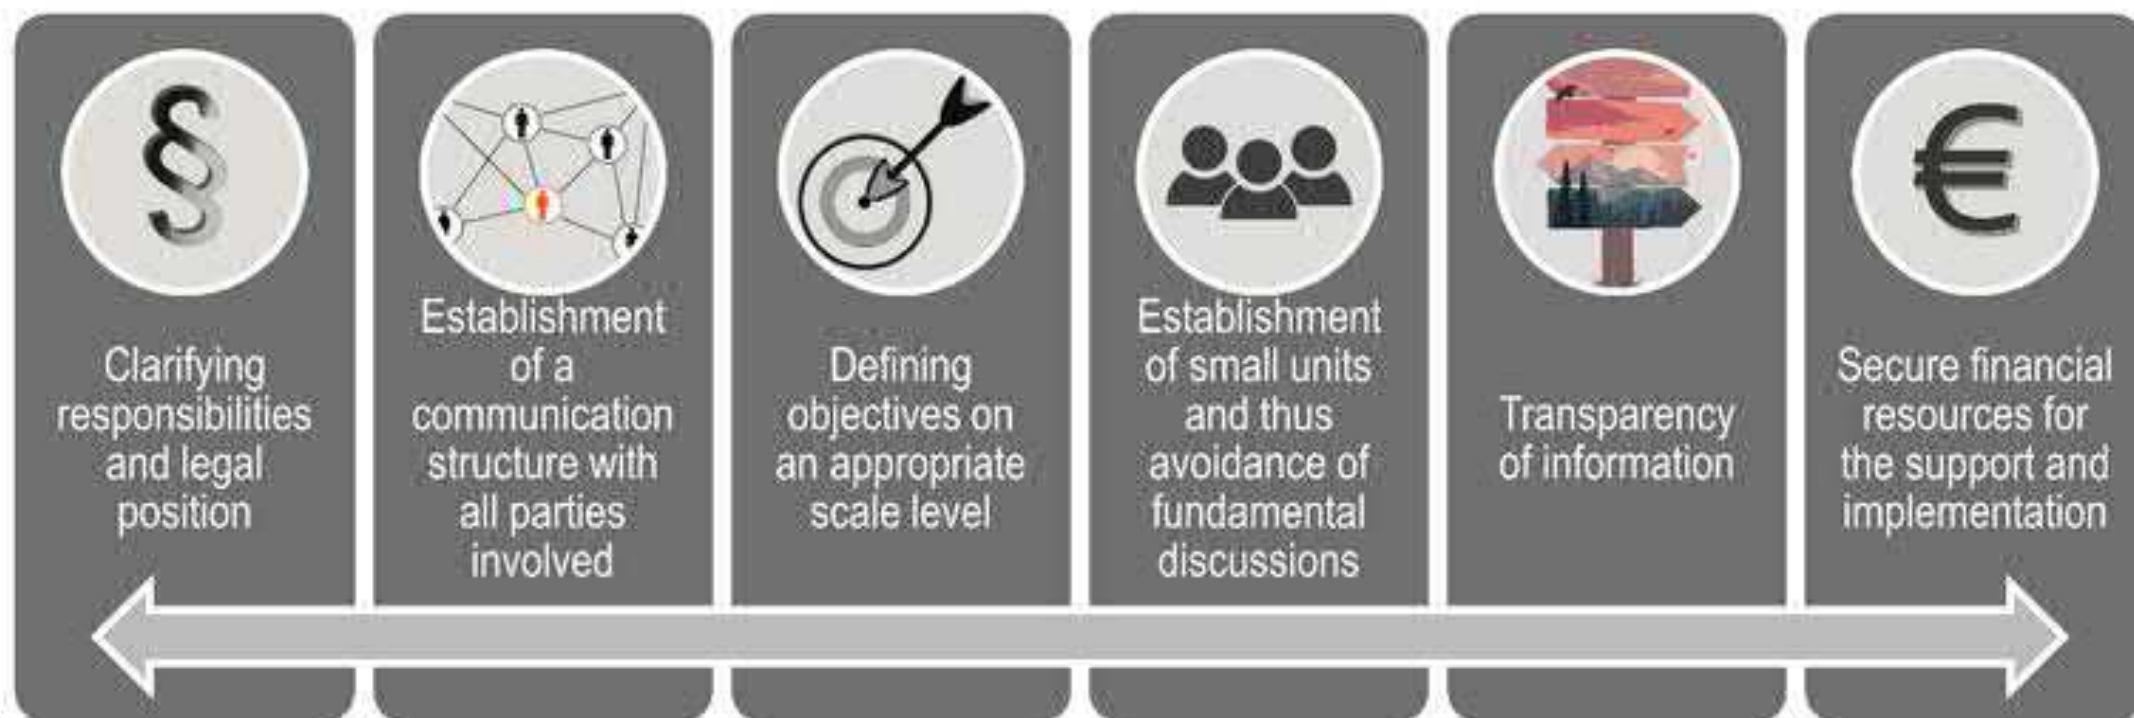 §
Clarifying
responsibilities
and legal
position
Establishment
of a
communication
structure with
all parties
involved
Defining
objectives on
an appropriate
scale level
Establishment
of small units
and thus
avoidance of
fundamental
discussions
Transparency
of information
€
Secure financial
resources for
the support and
implementation